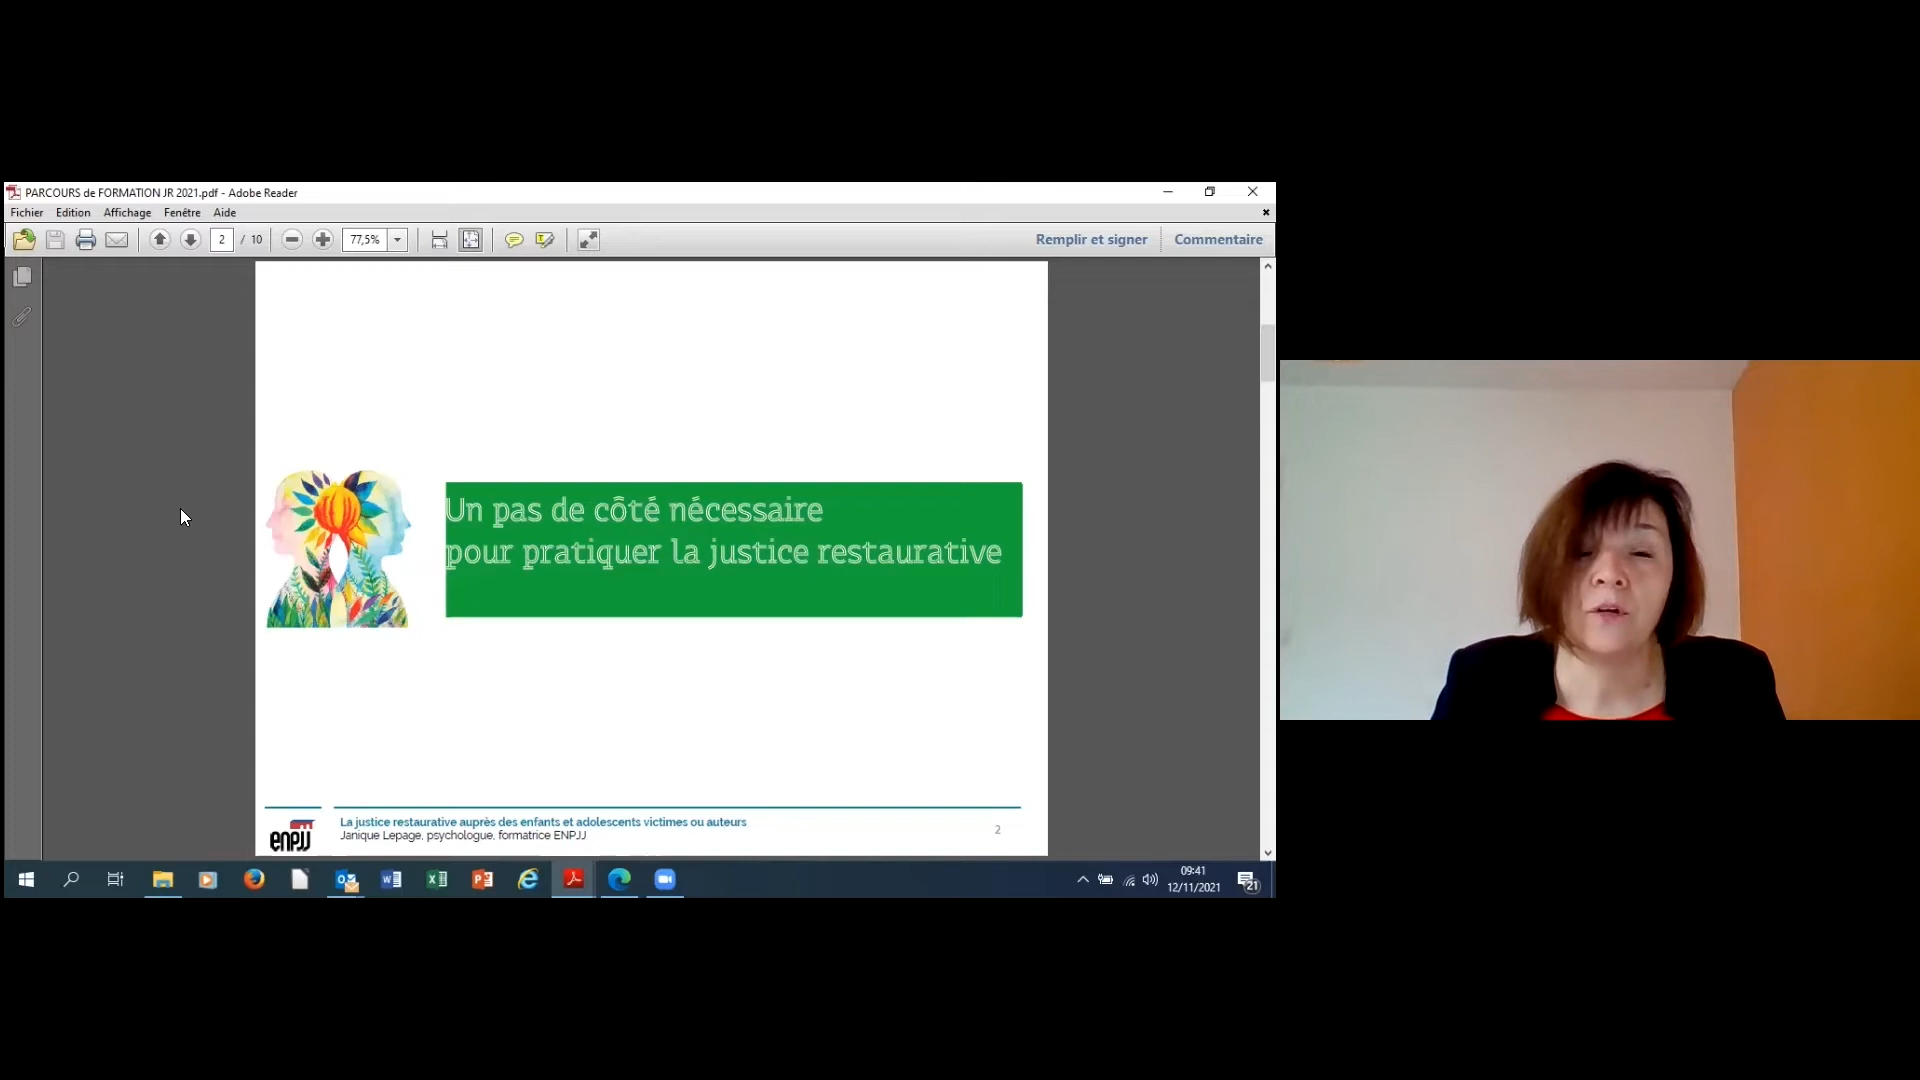 PARCOURS de FORMATION JR 2021.pdf - Adobe Reader
Fichier Edition Affichage Fenêtre Aide
2 / 10 77,5% Remplir et signer Commentaire
Un pas de côté nécessaire
pour pratiquer la justice restaurative
enpjj
La justice restaurative auprès des enfants et adolescents victimes ou auteurs
Janique Lepage, psychologue, formatrice ENPJJ
2
09:41
12/11/2021
21